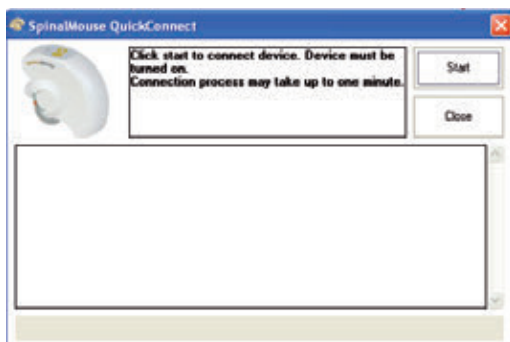 SpinalMouse QuickConnect
Click start to connect device. Device must be
turned on.
Connection process may take up to one minute.
Start
Close